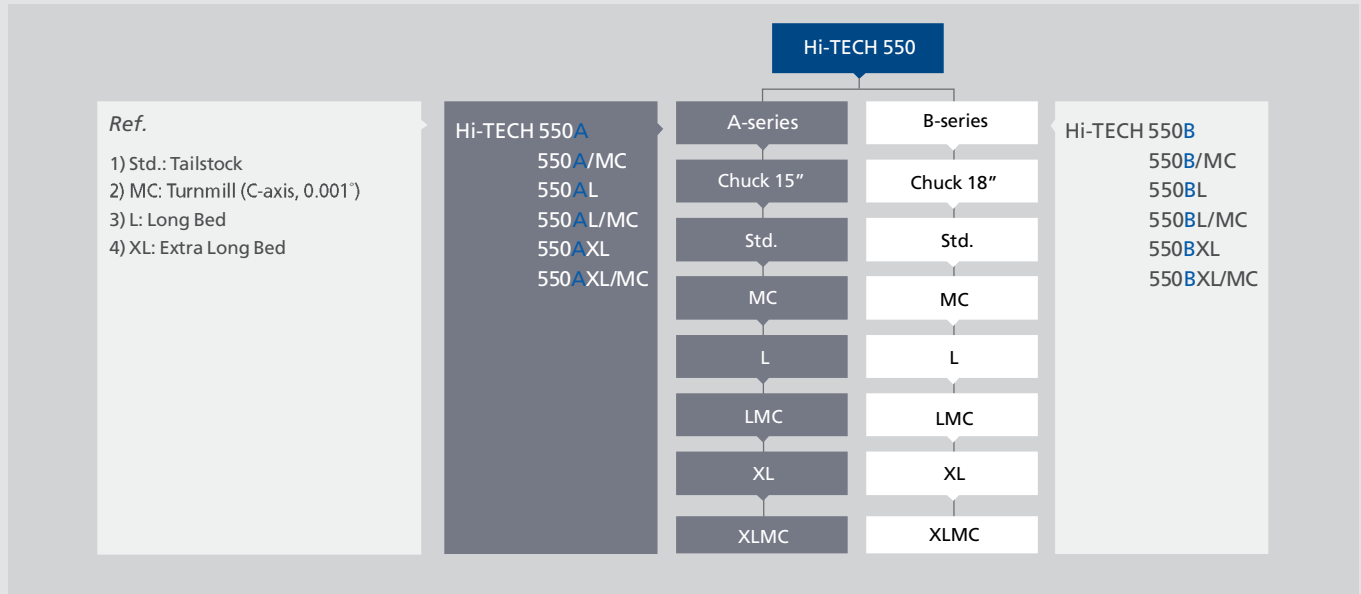 Hi-TECH 550
Ref.
1) Std.: Tailstock
2) MC: Turnmill (C-axis, 0.001°)
3) L: Long Bed
4) XL: Extra Long Bed
Hi-TECH 550A
550A/MC
550AL
550AL/MC
550AXL
550AXL/MC
A-series
Chuck 15”
Std.
MC
L
LMC
XL
XLMC
B-series
Chuck 18”
Std.
MC
L
LMC
XL
XLMC
Hi-TECH 550B
550B/MC
550BL
550BL/MC
550BXL
550BXL/MC